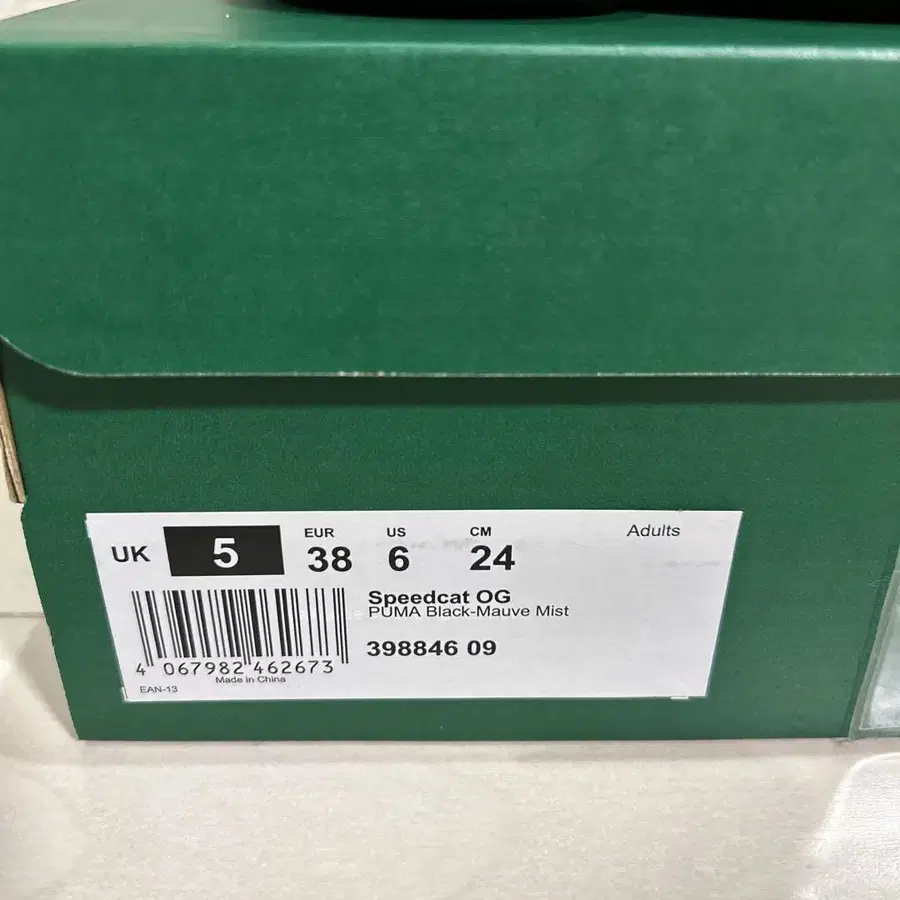 EUR US CM Adults
UK 5 38 6 24
Speedcat OG
PUMA Black-Mauve Mist
398846 09
4 067982 462673
Made in China
EAN-13